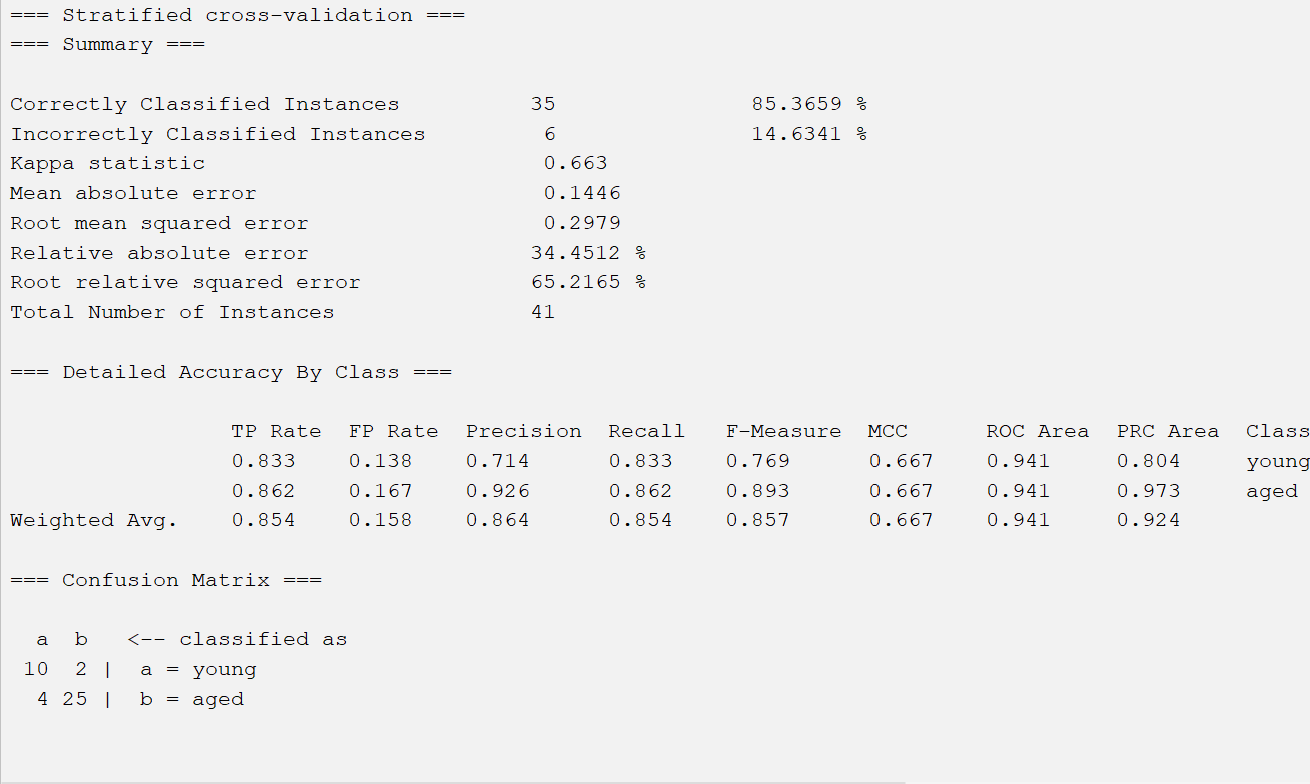 === Stratified cross-validation ===
=== Summary ===
Correctly Classified Instances 35 85.3659 %
Incorrectly Classified Instances 6 14.6341 %
Kappa statistic 0.663
Mean absolute error 0.1446
Root mean squared error 0.2979
Relative absolute error 34.4512 %
Root relative squared error 65.2165 %
Total Number of Instances 41
=== Detailed Accuracy By Class ===
TP Rate FP Rate Precision Recall F-Measure MCC ROC Area PRC Area Class
0.833 0.138 0.714 0.833 0.769 0.667 0.941 0.804 young
0.862 0.167 0.926 0.862 0.893 0.667 0.941 0.973 aged
Weighted Avg. 0.854 0.158 0.864 0.854 0.857 0.667 0.941 0.924
=== Confusion Matrix ===
a b <-- classified as
10 2 | a = young
4 25 | b = aged